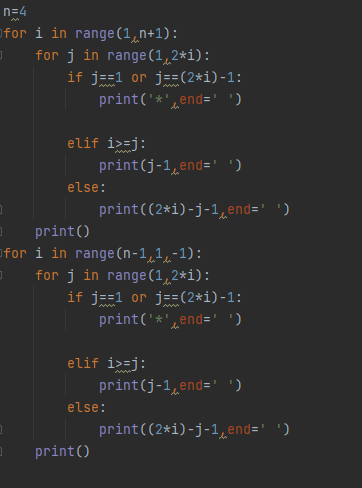 n=4
for i in range(1,n+1):
    for j in range(1,2*i):
        if j==1 or j==(2*i)-1:
            print('*',end=' ')

        elif i>=j:
            print(j-1,end=' ')
        else:
            print((2*i)-j-1,end=' ')
    print()
for i in range(n-1,1,-1):
    for j in range(1,2*i):
        if j==1 or j==(2*i)-1:
            print('*',end=' ')

        elif i>=j:
            print(j-1,end=' ')
        else:
            print((2*i)-j-1,end=' ')
    print()